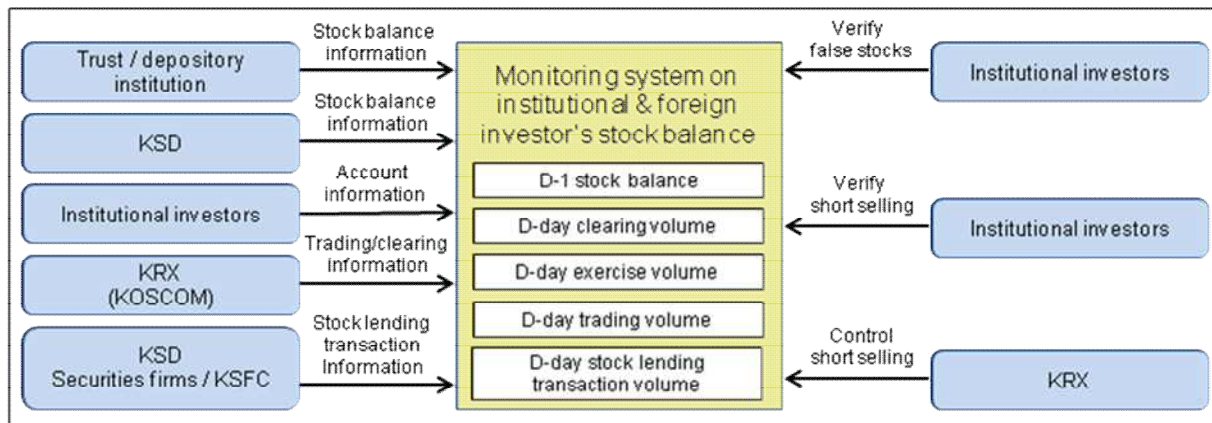 Trust / depository
institution
KSD
Institutional investors
KRX
(KOSCOM)
KSD
Securities firms / KSFC
Stock balance
information
Stock balance
information
Account
information
Trading/clearing
information
Stock lending
transaction
Information
Monitoring system on
institutional & foreign
investor's stock balance
D-1 stock balance
D-day clearing volume
D-day exercise volume
D-day trading volume
D-day stock lending
transaction volume
Verify
false stocks
Verify
short selling
Control
short selling
Institutional investors
Institutional investors
KRX